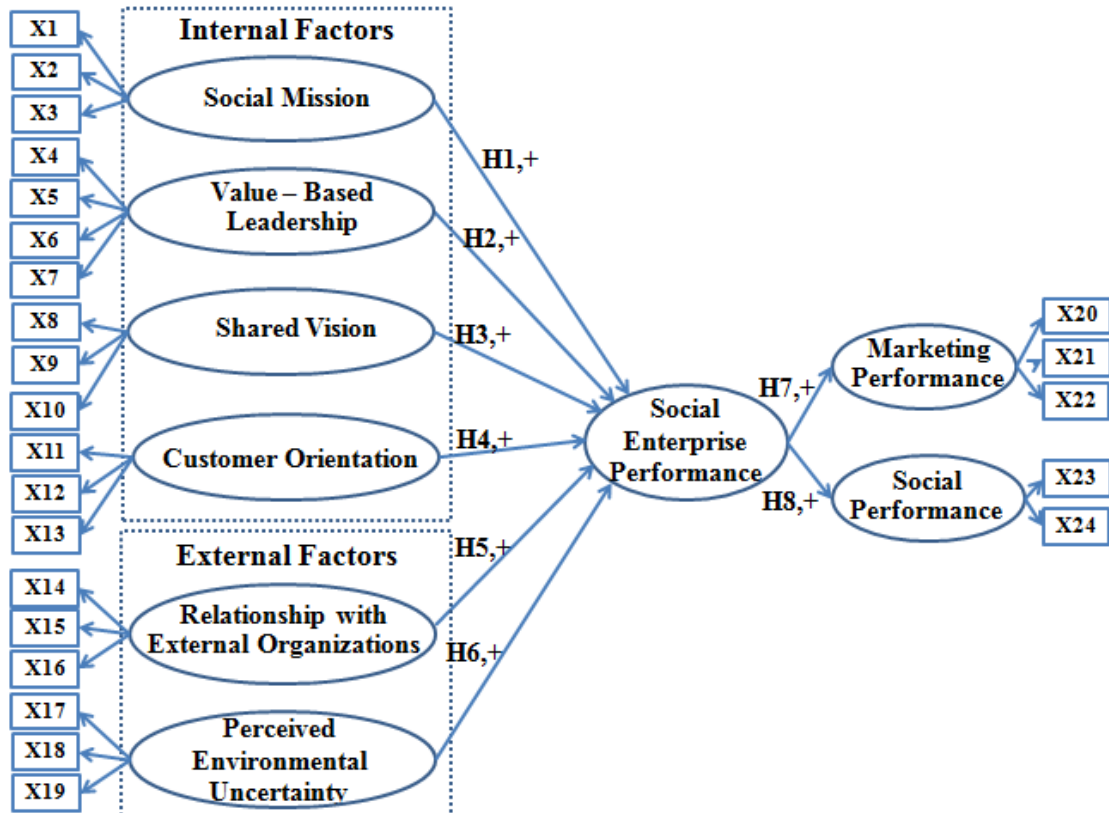 X1
X2
X3
X4
X5
X6
X7
X8
X9
X10
X11
X12
X13
X14
X15
X16
X17
X18
X19
Internal Factors
Social Mission
Value – Based
Leadership
Shared Vision
Customer Orientation
External Factors
Relationship with
External Organizations
Perceived
Environmental
Uncertainty
H1,+
H2,+
H3,+
H4,+
H5,+
H6,+
Social
Enterprise
Performance
H7,+
H8,+
Marketing
Performance
Social
Performance
X20
X21
X22
X23
X24